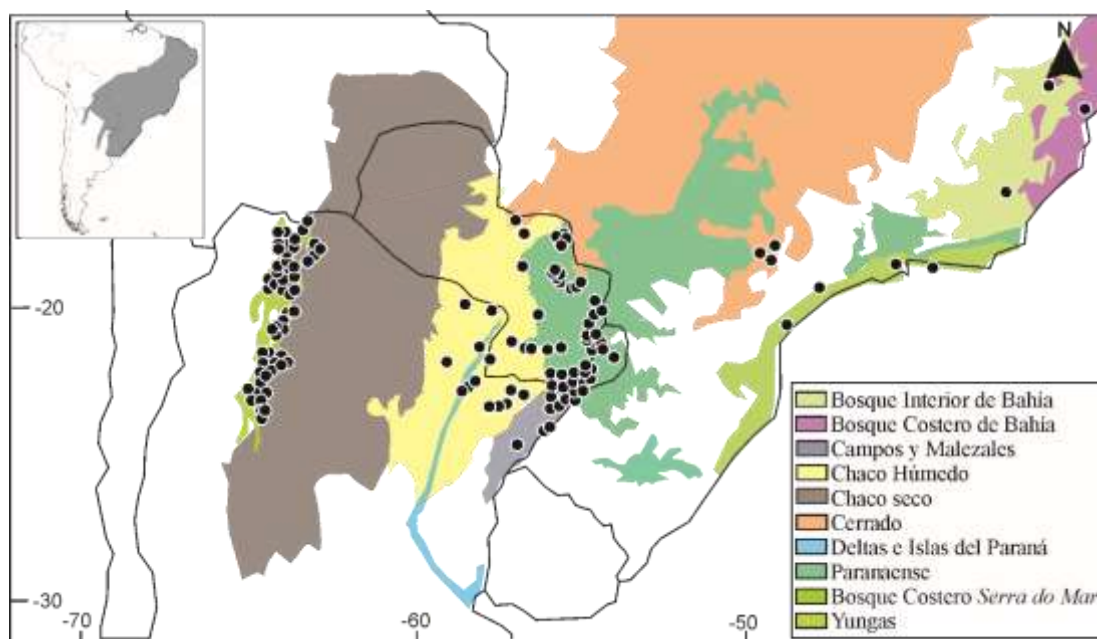 N
-20
-30
-70
-60
-50
Bosque Interior de Bahía
Bosque Costero de Bahía
Campos y Malezales
Chaco Húmedo
Chaco seco
Cerrado
Deltas e Islas del Paraná
Paranaense
Bosque Costero Serra do Mar
Yungas